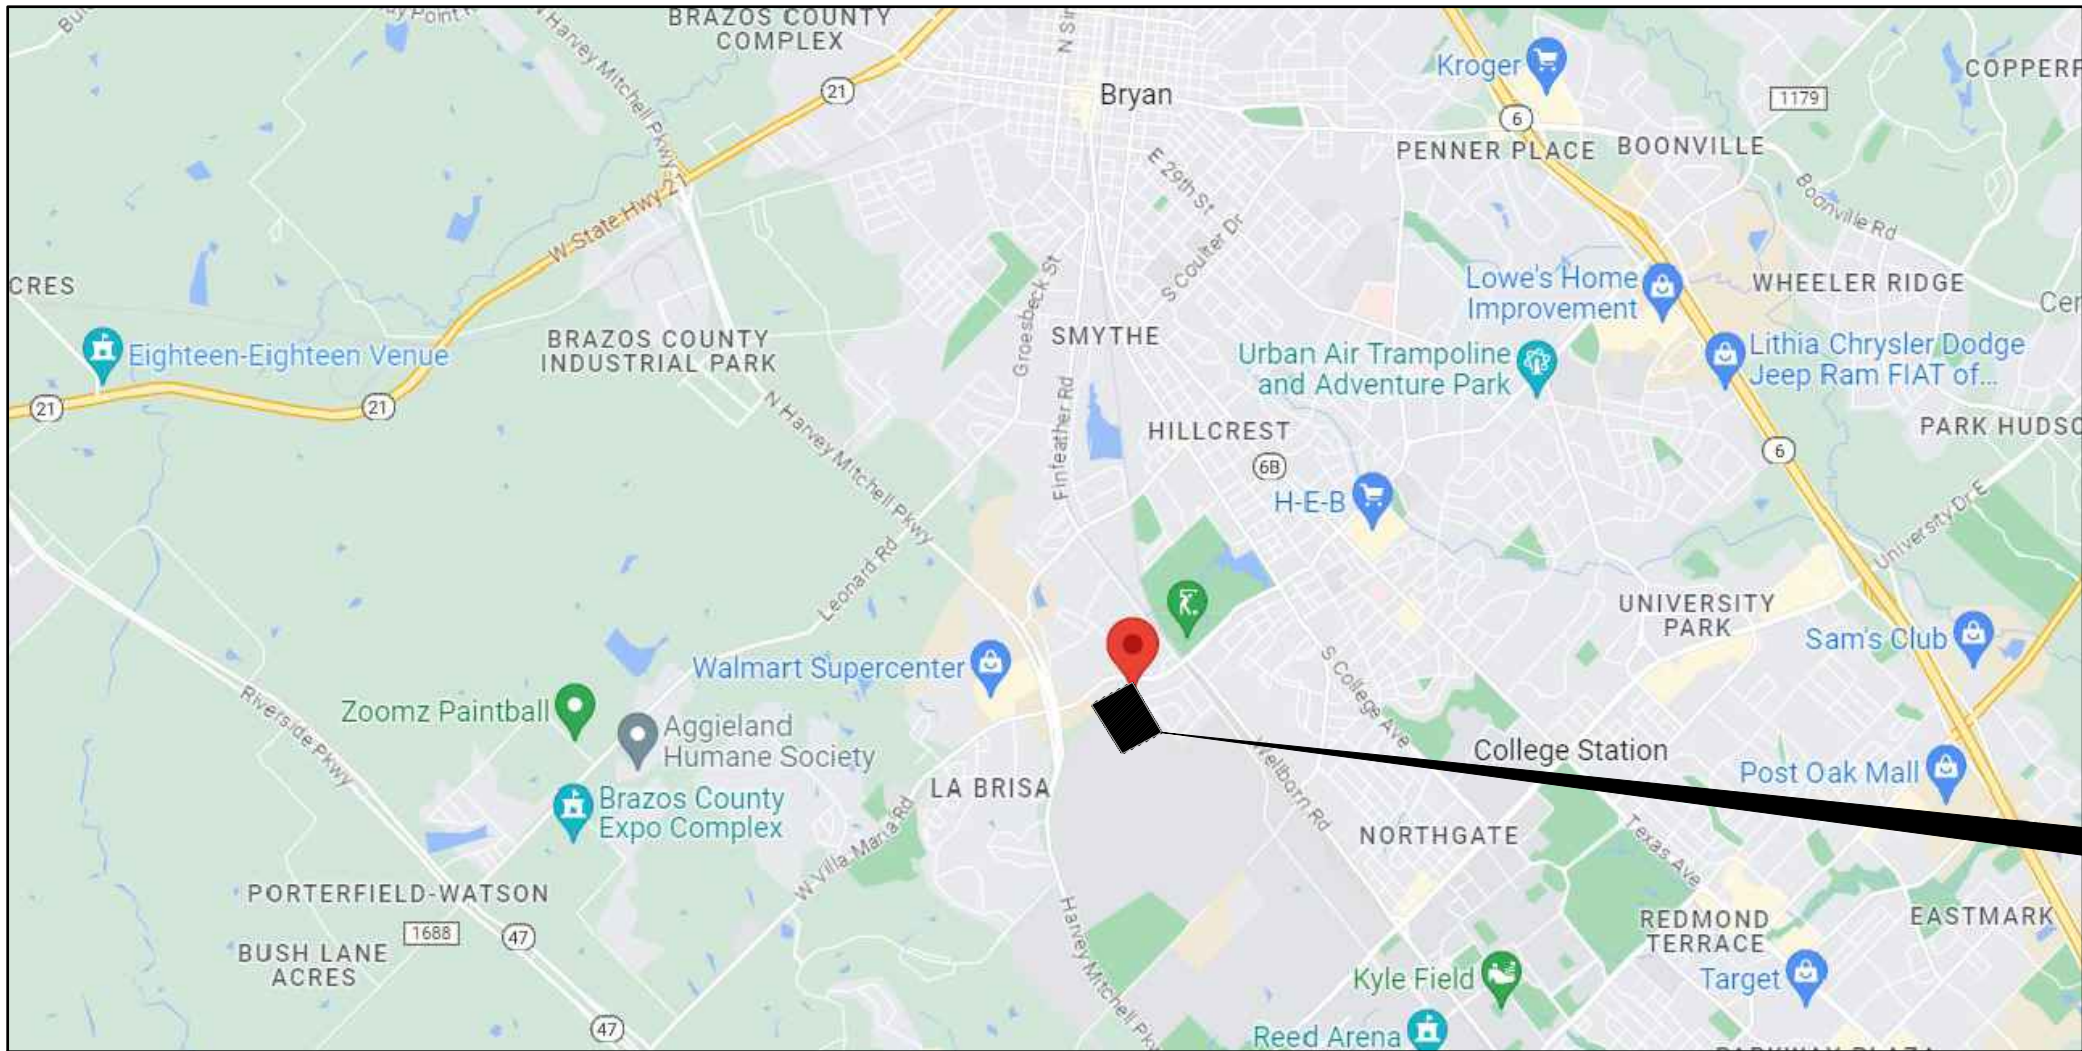 BRAZOS COUNTY
COMPLEX
N Harvey Mitchell Pkwy
21
Bryan
Kroger
6
1179
PENNER PLACE
BOONVILLE
E 29th St
Boonville Rd
W State Hwy 21
S Coulter Dr
Groesbeck St
Lowe's Home
Improvement
WHEELER RIDGE
BRAZOS COUNTY
INDUSTRIAL PARK
SMYTHE
Eighteen-Eighteen Venue
Urban Air Trampoline
and Adventure Park
Lithia Chrysler Dodge
Jeep Ram FIAT of...
21
21
N Harvey Mitchell Pkwy
Finfeather Rd
HILLCREST
6B
6
H-E-B
University Dr E
Leonard Rd
UNIVERSITY
PARK
Sam's Club
Walmart Supercenter
S College Ave
Riverside Pkwy
Zoomz Paintball
Aggieland
Humane Society
College Station
Post Oak Mall
Wellborn Rd
LA BRISA
Brazos County
Expo Complex
W Villa Maria Rd
NORTHGATE
Texas Ave
PORTERFIELD-WATSON
1688
47
BUSH LANE
ACRES
REDMOND
TERRACE
EASTMARK
Harvey Mitchell Pkwy
Kyle Field
Target
47
Reed Arena